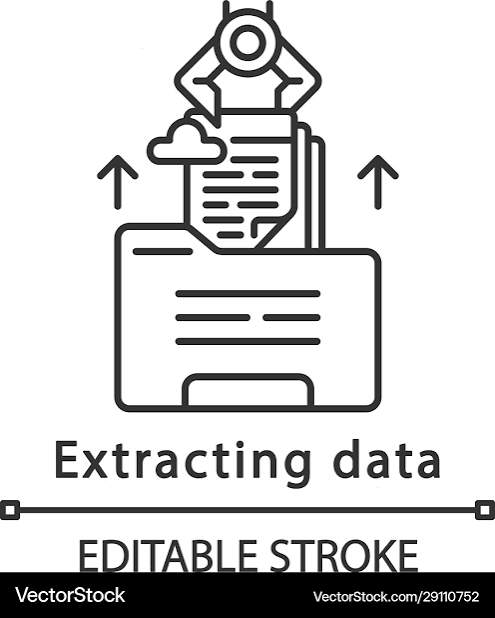 Extracting data
EDITABLE STROKE
VectorStock
VectorStock.com/29110752